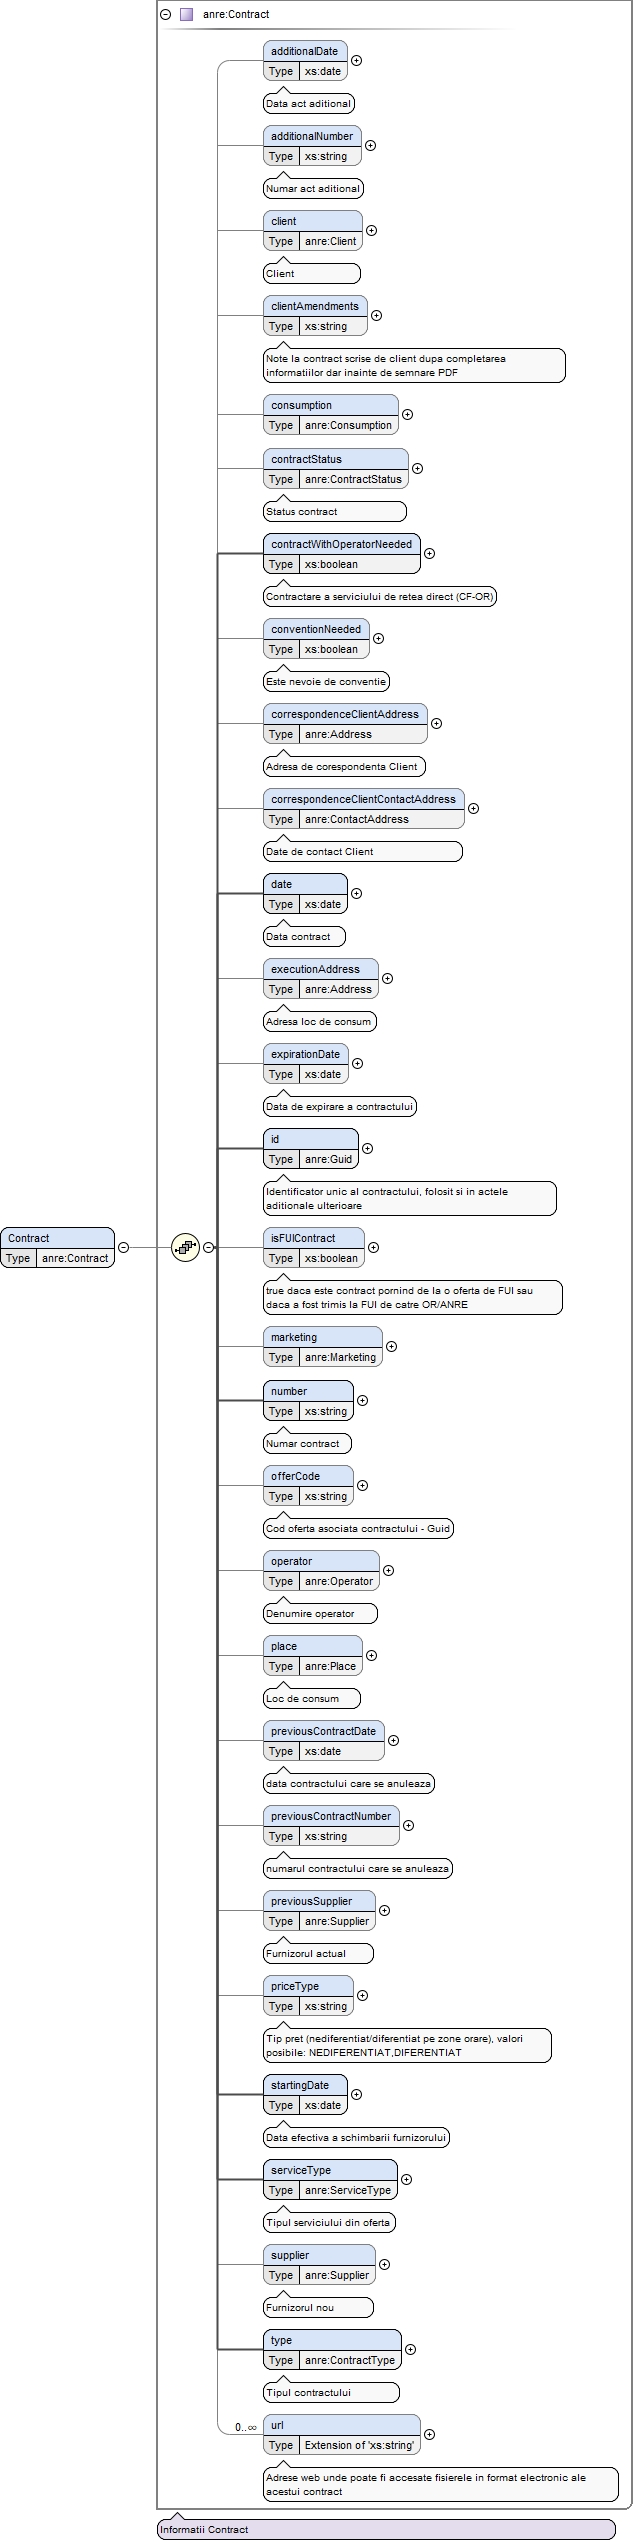 anre:Contract
additionalDate
Type xs:date
Data act aditional
additionalNumber
Type xs:string
Numar act aditional
client
Type anre:Client
Client
clientAmendments
Type xs:string
Note la contract scrise de client dupa completarea
informatiilor dar inainte de semnare PDF
consumption
Type anre:Consumption
contractStatus
Type anre:ContractStatus
Status contract
contractWithOperatorNeeded
Type xs:boolean
Contractare a serviciului de retea direct (CF-OR)
conventionNeeded
Type xs:boolean
Este nevoie de conventie
correspondenceClientAddress
Type anre:Address
Adresa de corespondenta Client
correspondenceClientContactAddress
Type anre:ContactAddress
Date de contact Client
date
Type xs:date
Data contract
executionAddress
Type anre:Address
Adresa loc de consum
expirationDate
Type xs:date
Data de expirare a contractului
id
Type anre:Guid
Identificator unic al contractului, folosit si in actele
aditionale ulterioare
Contract
Type anre:Contract
isFUIContract
Type xs:boolean
true daca este contract pornind de la o oferta de FUI sau
daca a fost trimis la FUI de catre OR/ANRE
marketing
Type anre:Marketing
number
Type xs:string
Numar contract
offerCode
Type xs:string
Cod oferta asociata contractului - Guid
operator
Type anre:Operator
Denumire operator
place
Type anre:Place
Loc de consum
previousContractDate
Type xs:date
data contractului care se anuleaza
previousContractNumber
Type xs:string
numarul contractului care se anuleaza
previousSupplier
Type anre:Supplier
Furnizorul actual
priceType
Type xs:string
Tip pret (nediferentiat/diferentiat pe zone orare), valori
posibile: NEDIFERENTIAT,DIFERENTIAT
startingDate
Type xs:date
Data efectiva a schimbarii furnizorului
serviceType
Type anre:ServiceType
Tipul serviciului din oferta
supplier
Type anre:Supplier
Furnizorul nou
type
Type anre:ContractType
Tipul contractului
0..∞ url
Type Extension of 'xs:string'
Adrese web unde poate fi accesate fisierele in format electronic ale
acestui contract
Informatii Contract